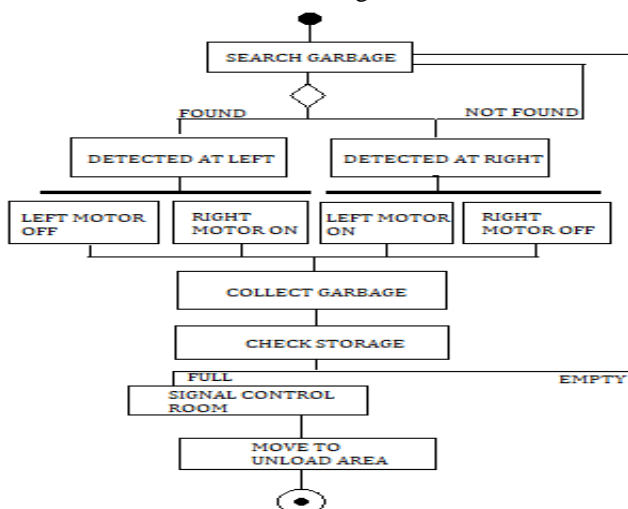 SEARCH GARBAGE
FOUND
NOT FOUND
DETECTED AT LEFT
DETECTED AT RIGHT
LEFT MOTOR
OFF
RIGHT
MOTOR ON
LEFT MOTOR
ON
RIGHT
MOTOR OFF
COLLECT GARBAGE
CHECK STORAGE
FULL
EMPTY
SIGNAL CONTROL
ROOM
MOVE TO
UNLOAD AREA